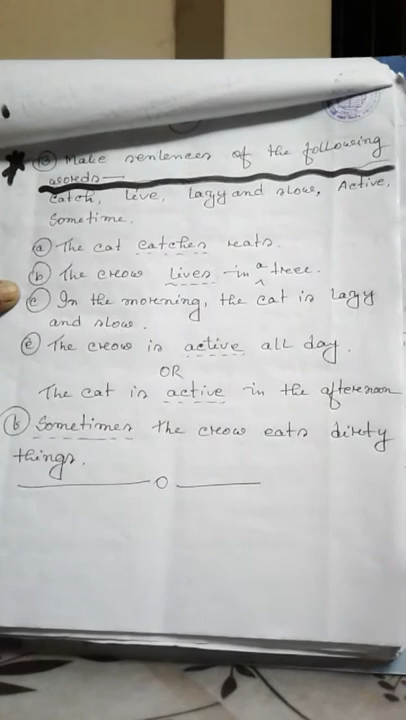 (13) Make sentences of the following
words—
Catch, Live, lazy and slow, Active,
Sometime.
(a) The cat catches rats.
(b) The crow lives in a tree.
(c) In the morning, the cat is lazy
and slow.
(e) The crow is active all day.
OR
The cat is active in the afternoon
(f) Sometimes the crow eats dirty
things.